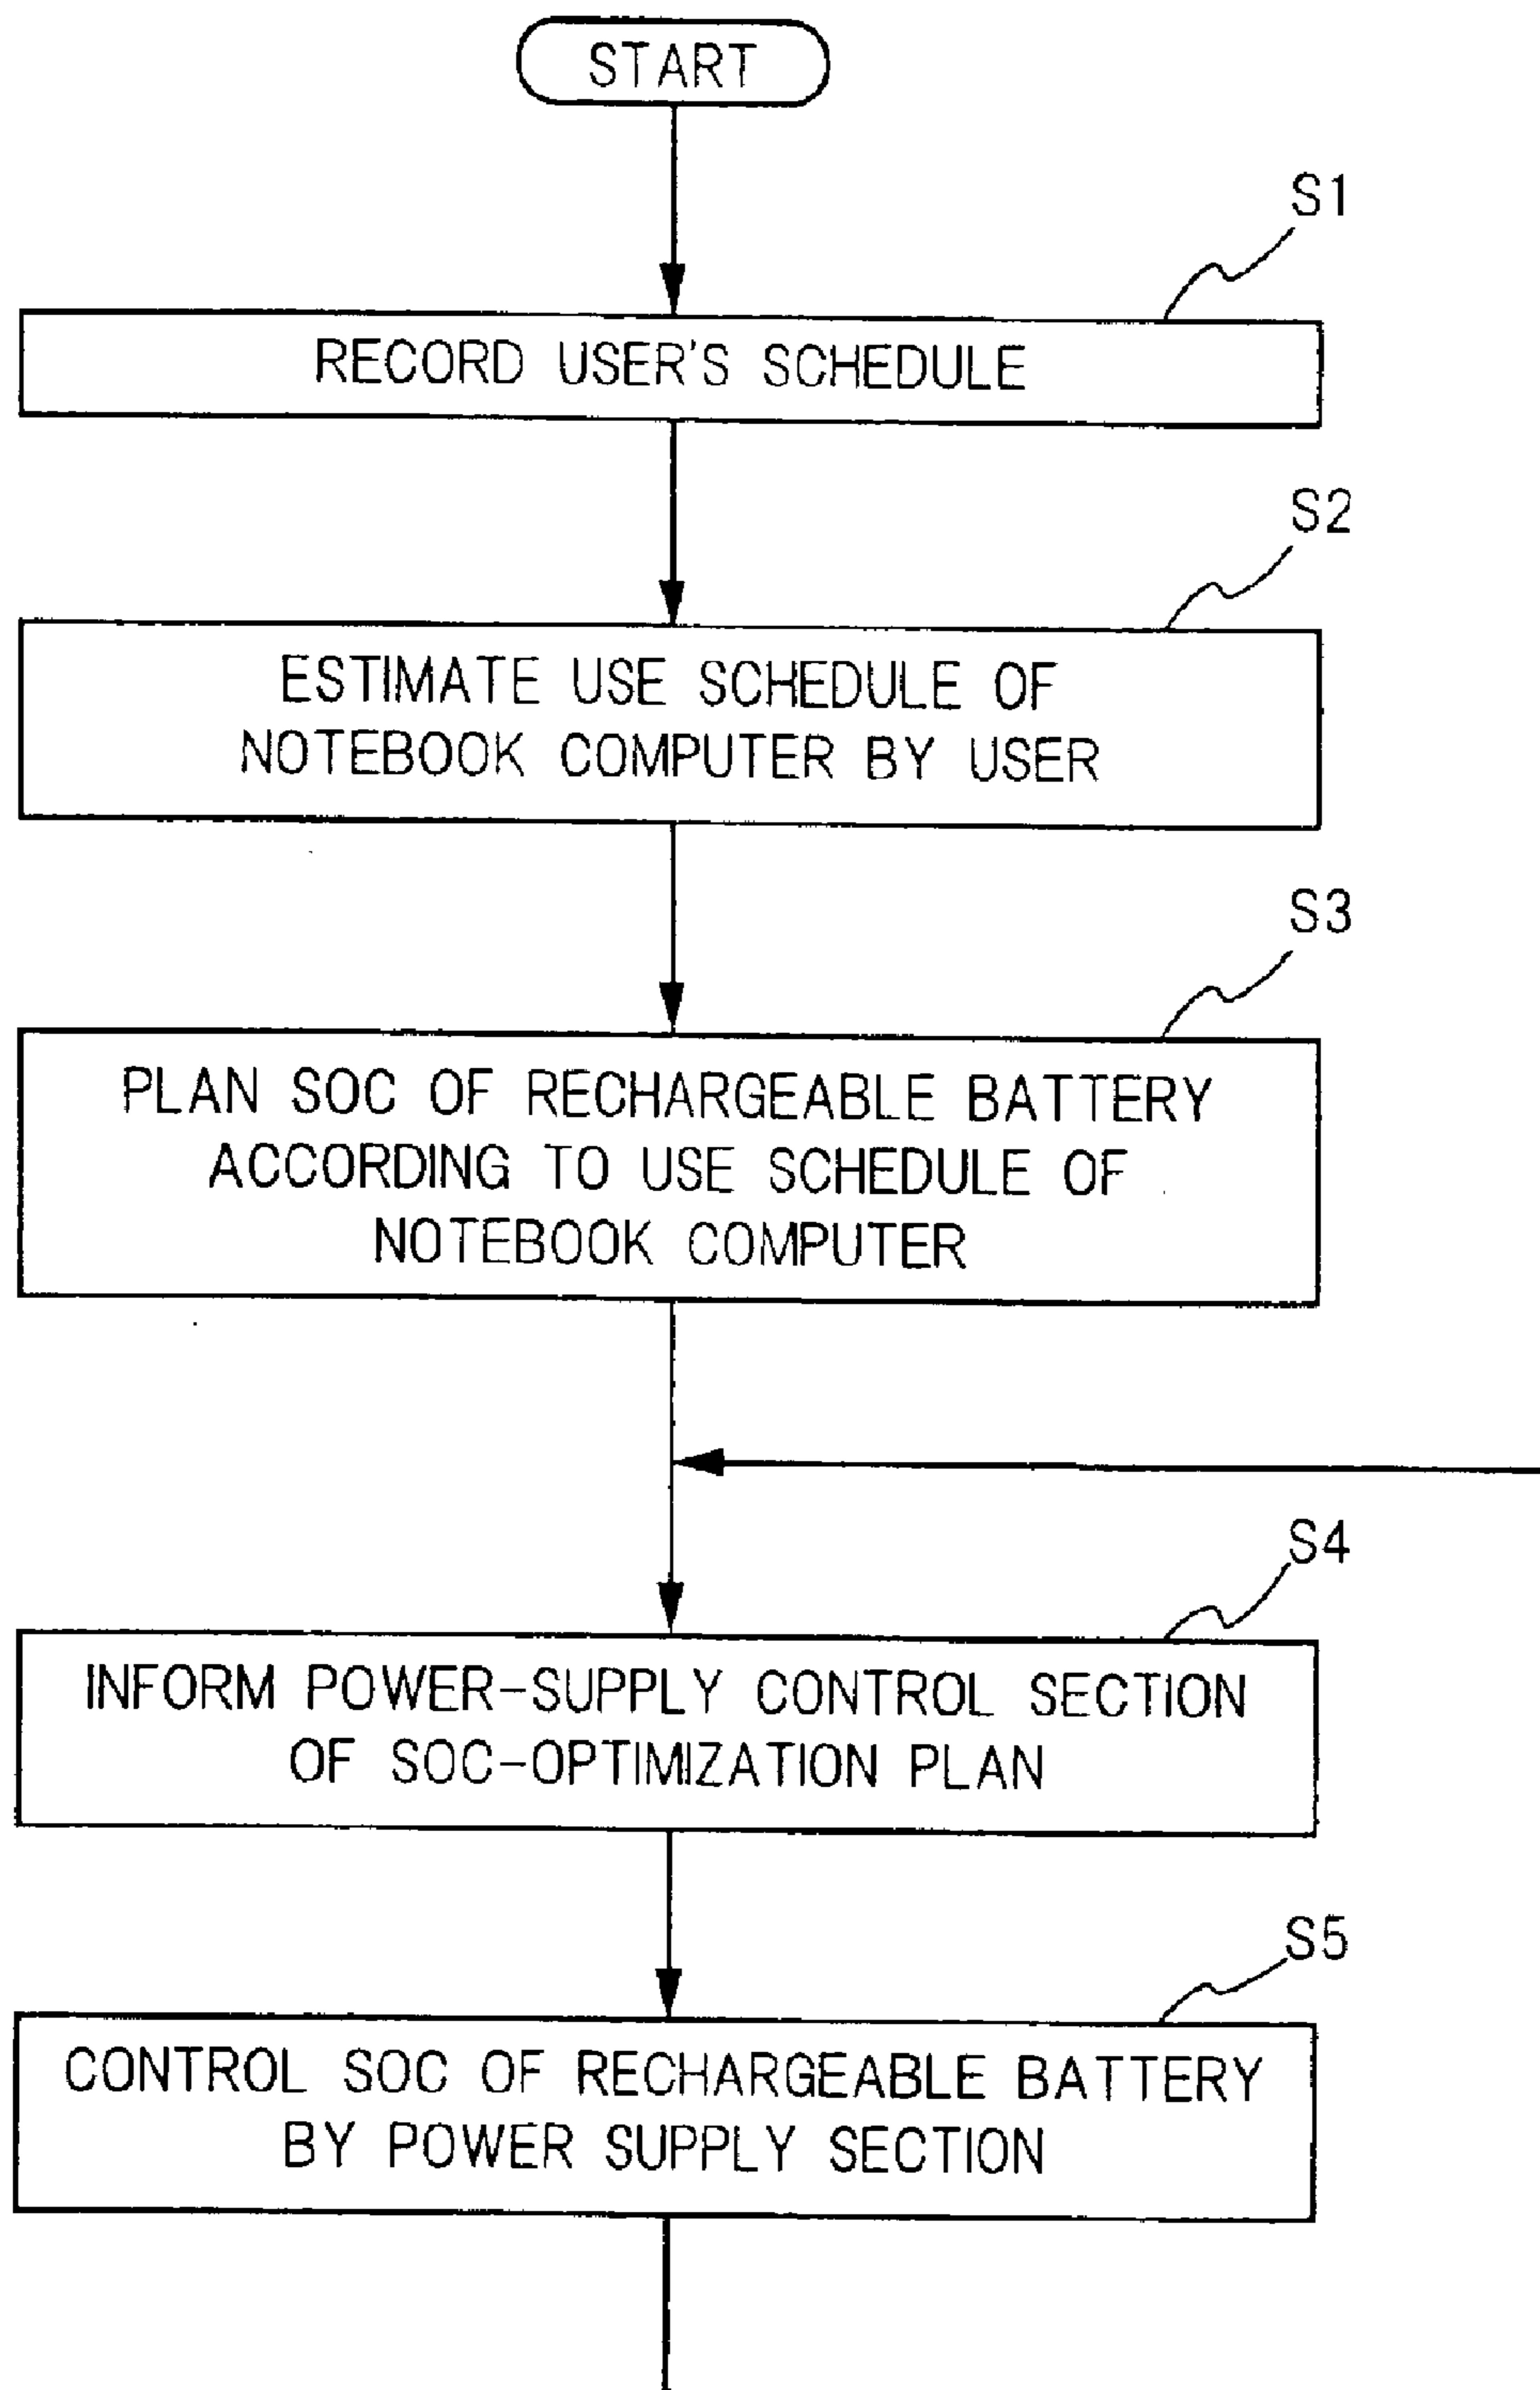 START
S1
RECORD USER'S SCHEDULE
S2
ESTIMATE USE SCHEDULE OF
NOTEBOOK COMPUTER BY USER
S3
PLAN SOC OF RECHARGEABLE BATTERY
ACCORDING TO USE SCHEDULE OF
NOTEBOOK COMPUTER
S4
INFORM POWER-SUPPLY CONTROL SECTION
OF SOC-OPTIMIZATION PLAN
S5
CONTROL SOC OF RECHARGEABLE BATTERY
BY POWER SUPPLY SECTION